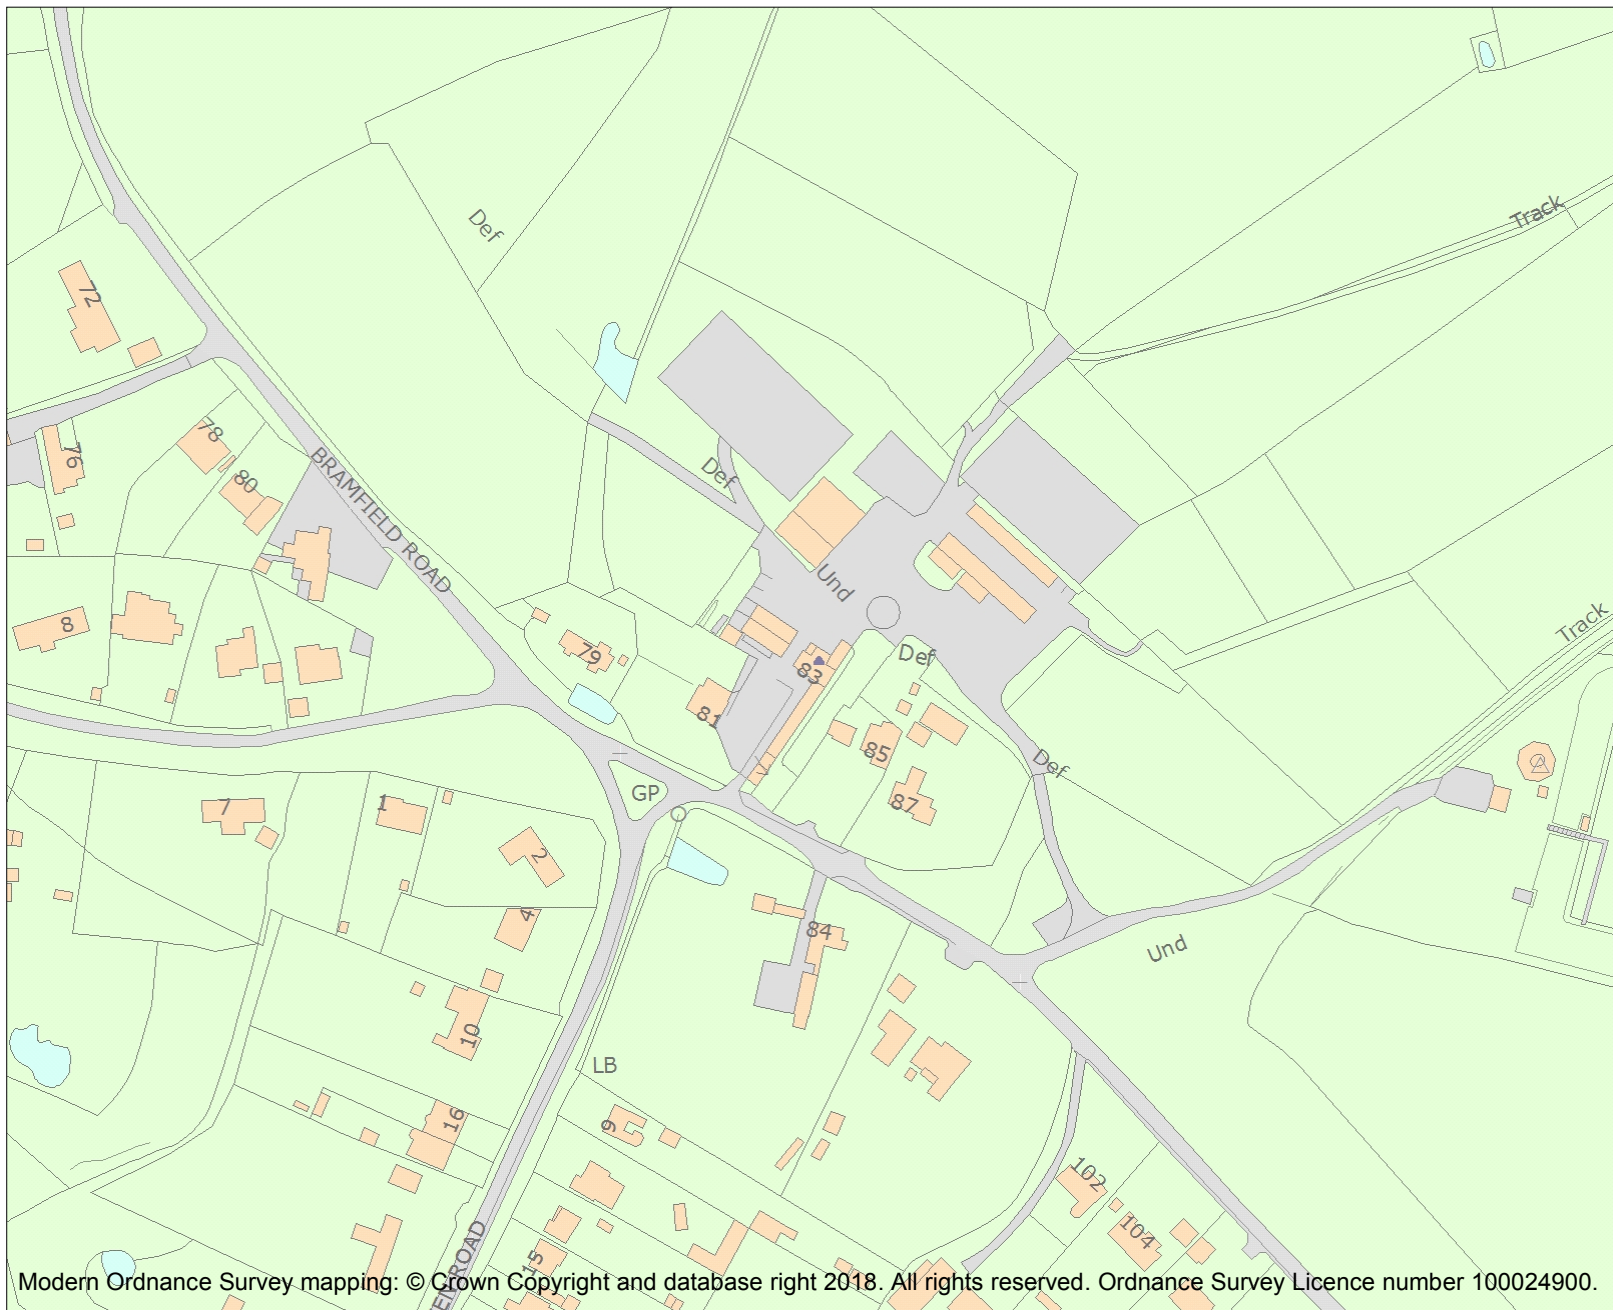 Track
Def
72
78
76
80
BRAMFIELD ROAD
Def
Und
Track
8
79
Def
83
81
85
Def
87
GP
7
1
2
4
84
Und
10
LB
16
9
102
104
15
EN ROAD
Modern Ordnance Survey mapping: © Crown Copyright and database right 2018. All rights reserved. Ordnance Survey Licence number 100024900.